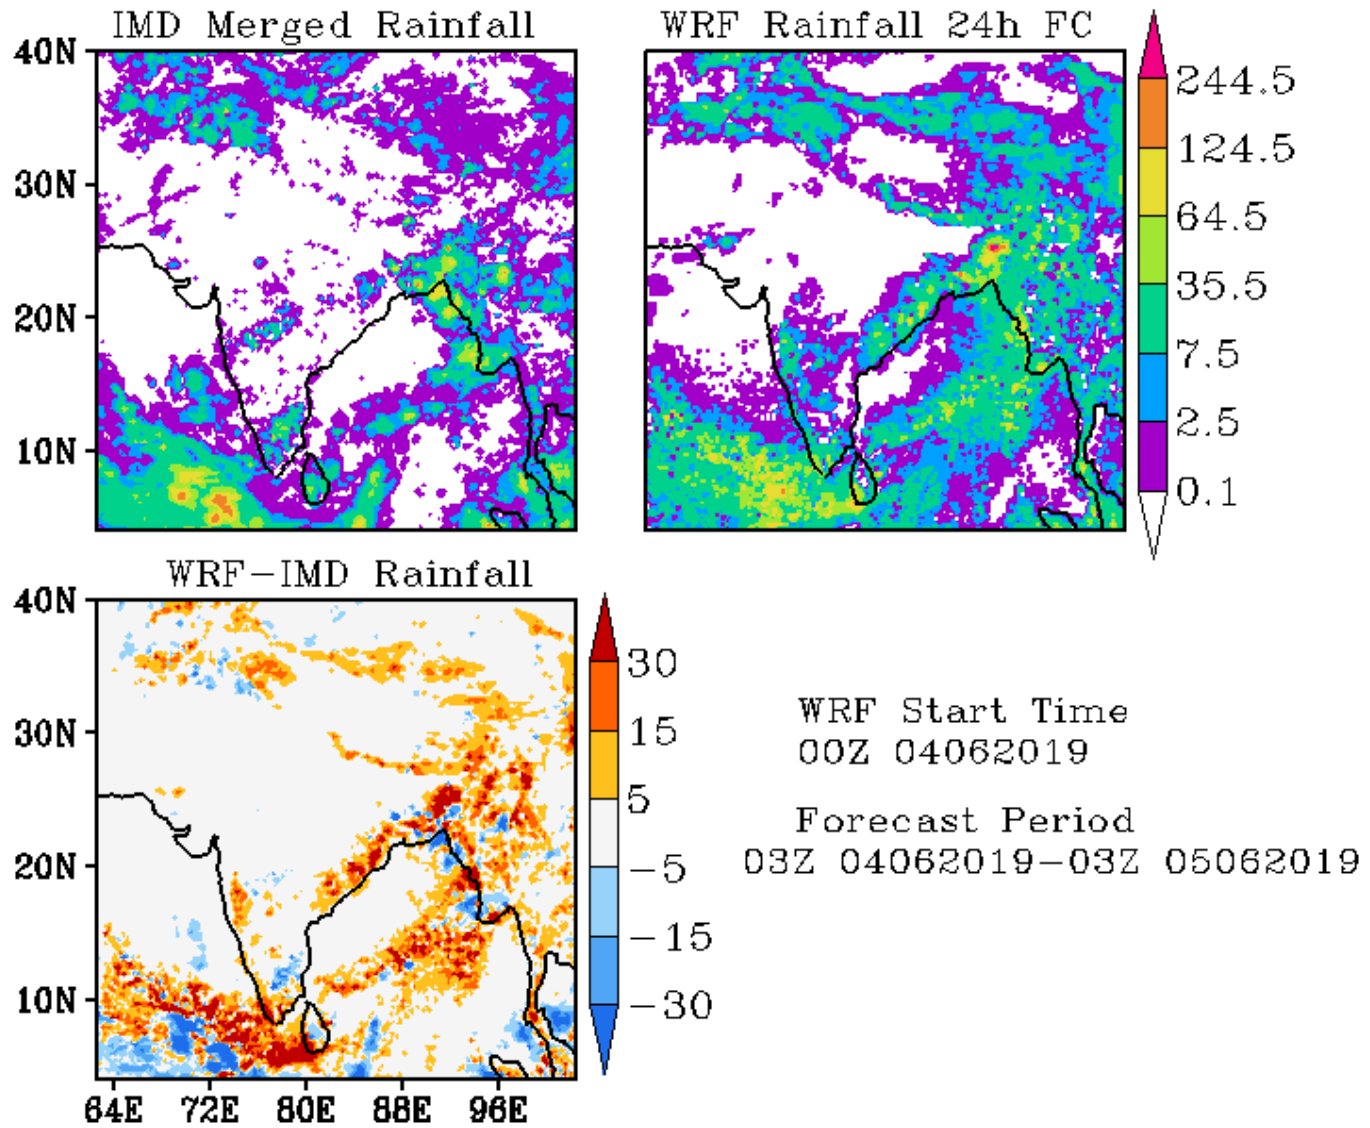 IMD Merged Rainfall
WRF Rainfall 24h FC
40N
30N
20N
10N
244.5
124.5
64.5
35.5
7.5
2.5
0.1
WRF-IMD Rainfall
40N
30N
20N
10N
64E 72E 80E 88E 96E
30
15
5
-5
-15
-30
WRF Start Time
00Z 04062019
Forecast Period
03Z 04062019-03Z 05062019